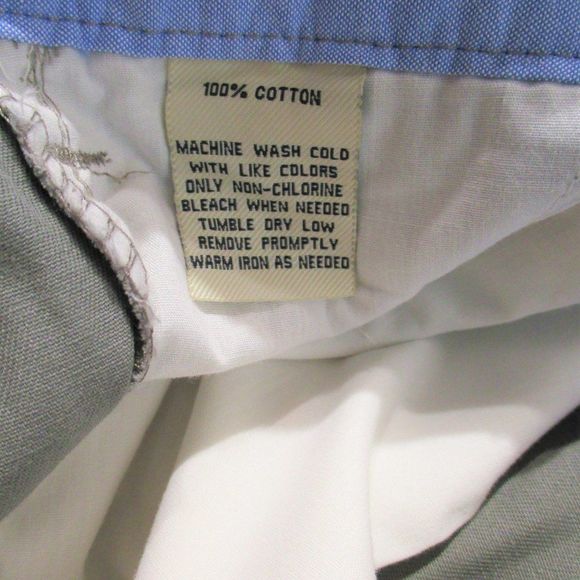 100% COTTON
MACHINE WASH COLD
WITH LIKE COLORS
ONLY NON-CHLORINE
BLEACH WHEN NEEDED
TUMBLE DRY LOW
REMOVE PROMPTLY
WARM IRON AS NEEDED